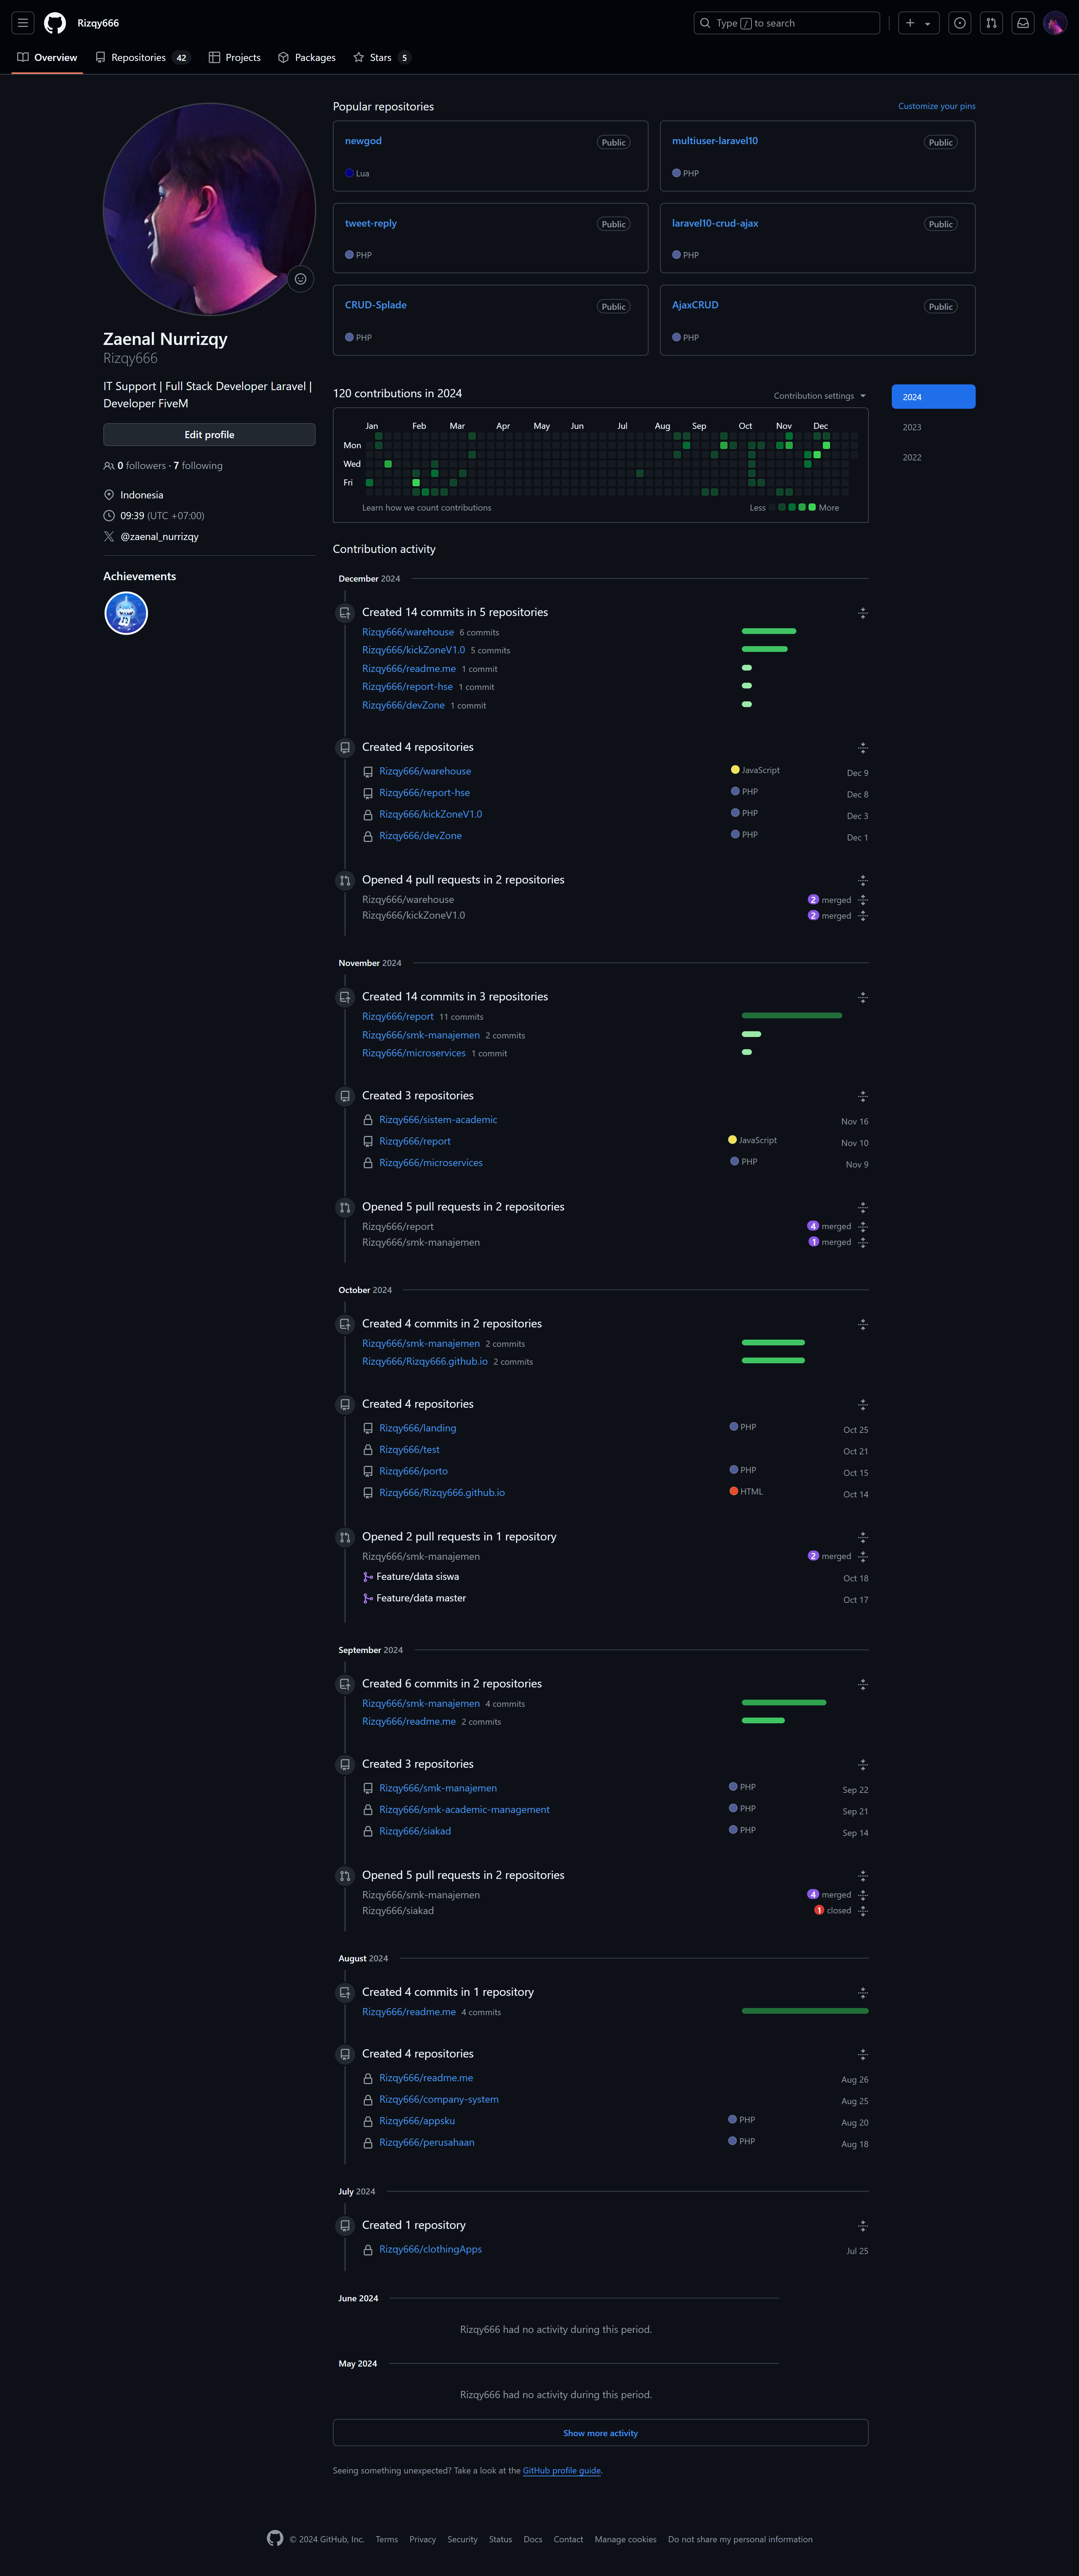 Rizqy666
Type / to search
Overview
Repositories 42
Projects
Packages
Stars 5
Zaenal Nurrizqy
Rizqy666
IT Support | Full Stack Developer Laravel |
Developer FiveM
Edit profile
0 followers · 7 following
Indonesia
09:39 (UTC +07:00)
@zaenal_nurrizqy
Achievements
Popular repositories
Customize your pins
newgod Public
Lua
multiuser-laravel10 Public
PHP
tweet-reply Public
PHP
laravel10-crud-ajax Public
PHP
CRUD-Splade Public
PHP
AjaxCRUD Public
PHP
120 contributions in 2024
Contribution settings
2024
2023
2022
Jan Feb Mar Apr May Jun Jul Aug Sep Oct Nov Dec
Mon
Wed
Fri
Learn how we count contributions
Less More
Contribution activity
December 2024
Created 14 commits in 5 repositories
Rizqy666/warehouse 6 commits
Rizqy666/kickZoneV1.0 5 commits
Rizqy666/readme.me 1 commit
Rizqy666/report-hse 1 commit
Rizqy666/devZone 1 commit
Created 4 repositories
Rizqy666/warehouse JavaScript Dec 9
Rizqy666/report-hse PHP Dec 8
Rizqy666/kickZoneV1.0 PHP Dec 3
Rizqy666/devZone PHP Dec 1
Opened 4 pull requests in 2 repositories
Rizqy666/warehouse 2 merged
Rizqy666/kickZoneV1.0 2 merged
November 2024
Created 14 commits in 3 repositories
Rizqy666/report 11 commits
Rizqy666/smk-manajemen 2 commits
Rizqy666/microservices 1 commit
Created 3 repositories
Rizqy666/sistem-academic Nov 16
Rizqy666/report JavaScript Nov 10
Rizqy666/microservices PHP Nov 9
Opened 5 pull requests in 2 repositories
Rizqy666/report 4 merged
Rizqy666/smk-manajemen 1 merged
October 2024
Created 4 commits in 2 repositories
Rizqy666/smk-manajemen 2 commits
Rizqy666/Rizqy666.github.io 2 commits
Created 4 repositories
Rizqy666/landing PHP Oct 25
Rizqy666/test Oct 21
Rizqy666/porto PHP Oct 15
Rizqy666/Rizqy666.github.io HTML Oct 14
Opened 2 pull requests in 1 repository
Rizqy666/smk-manajemen 2 merged
Feature/data siswa Oct 18
Feature/data master Oct 17
September 2024
Created 6 commits in 2 repositories
Rizqy666/smk-manajemen 4 commits
Rizqy666/readme.me 2 commits
Created 3 repositories
Rizqy666/smk-manajemen PHP Sep 22
Rizqy666/smk-academic-management PHP Sep 21
Rizqy666/siakad PHP Sep 14
Opened 5 pull requests in 2 repositories
Rizqy666/smk-manajemen 4 merged
Rizqy666/siakad 1 closed
August 2024
Created 4 commits in 1 repository
Rizqy666/readme.me 4 commits
Created 4 repositories
Rizqy666/readme.me Aug 26
Rizqy666/company-system Aug 25
Rizqy666/appsku PHP Aug 20
Rizqy666/perusahaan PHP Aug 18
July 2024
Created 1 repository
Rizqy666/clothingApps Jul 25
June 2024
Rizqy666 had no activity during this period.
May 2024
Rizqy666 had no activity during this period.
Show more activity
Seeing something unexpected? Take a look at the GitHub profile guide.
© 2024 GitHub, Inc. Terms Privacy Security Status Docs Contact Manage cookies Do not share my personal information